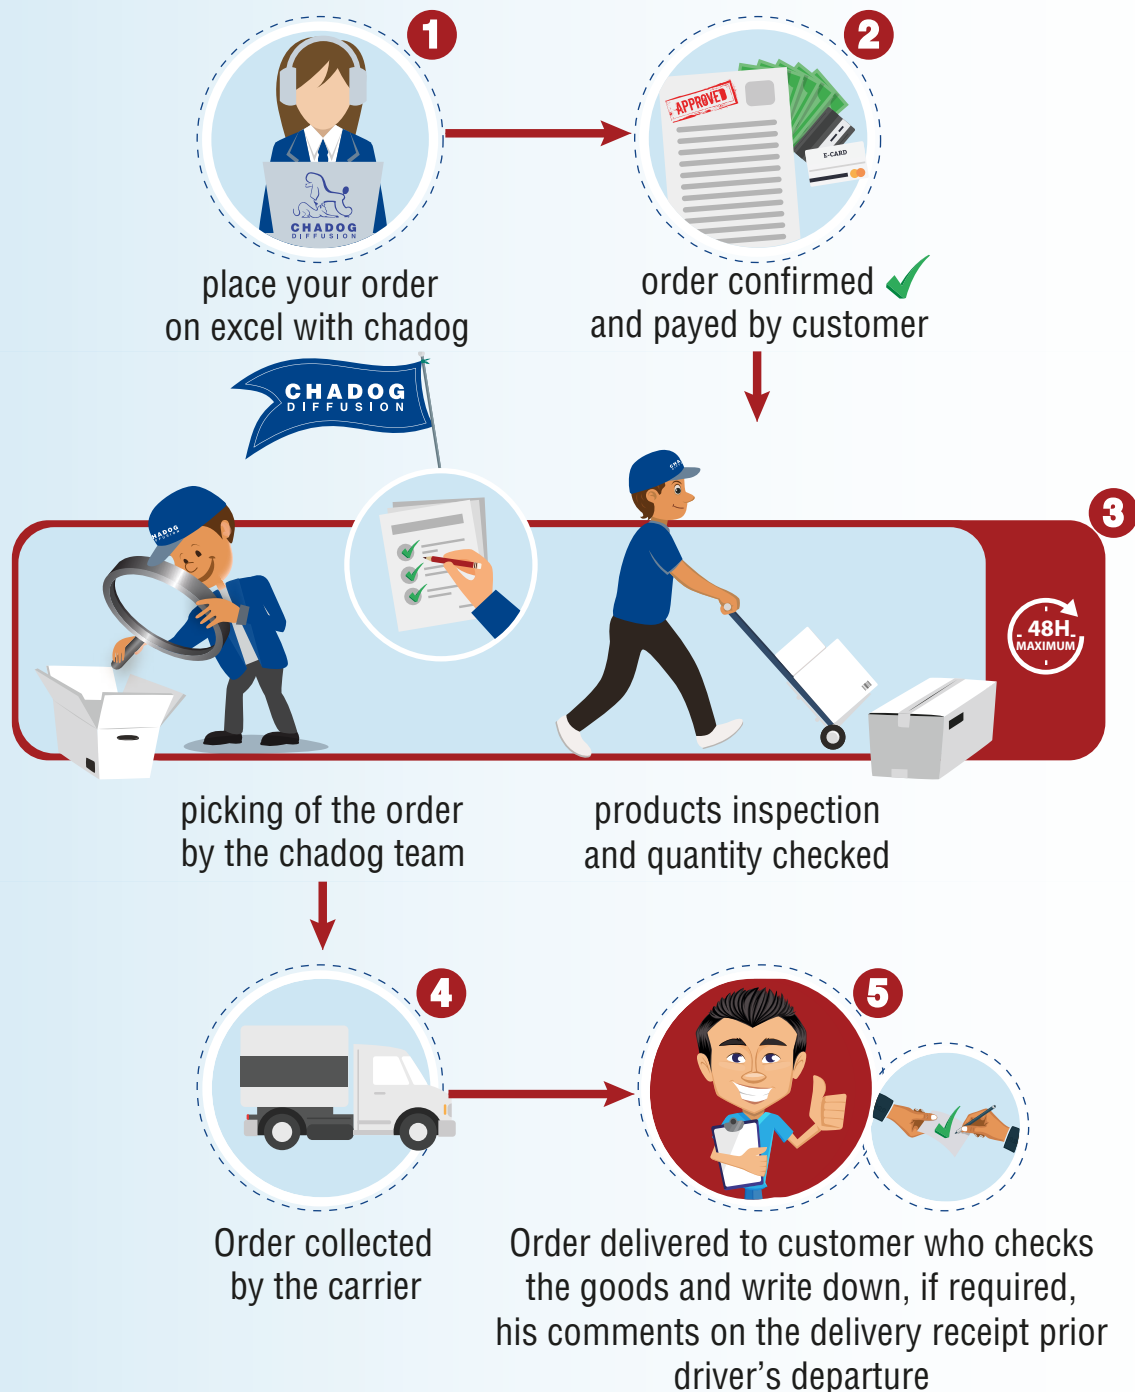 1
2
APPROVED
E-CARD
CHADOG
DIFFUSION
place your order
on excel with chadog
order confirmed
and payed by customer
CHADOG
DIFFUSION
3
HADOG
CHA
48H
MAXIMUM
picking of the order
by the chadog team
products inspection
and quantity checked
4
5
Order collected
by the carrier
Order delivered to customer who checks
the goods and write down, if required,
his comments on the delivery receipt prior
driver's departure